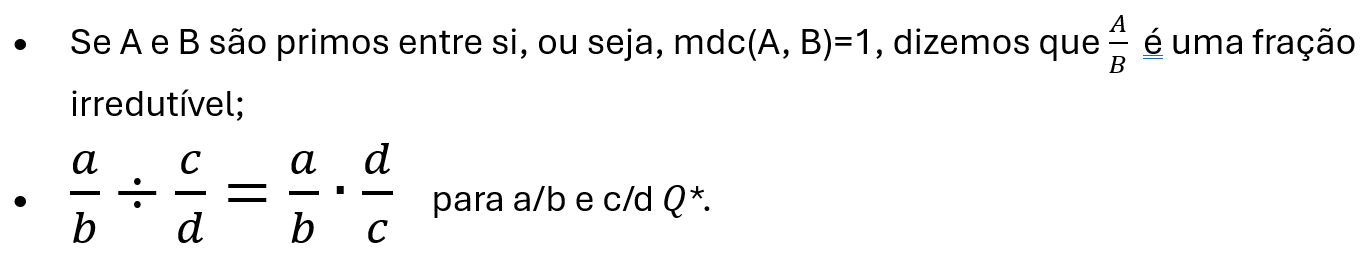 • Se A e B são primos entre si, ou seja, mdc(A, B)=1, dizemos que A/B é uma fração
irredutível;
• a/b ÷ c/d = a/b · d/c para a/b e c/d Q*.